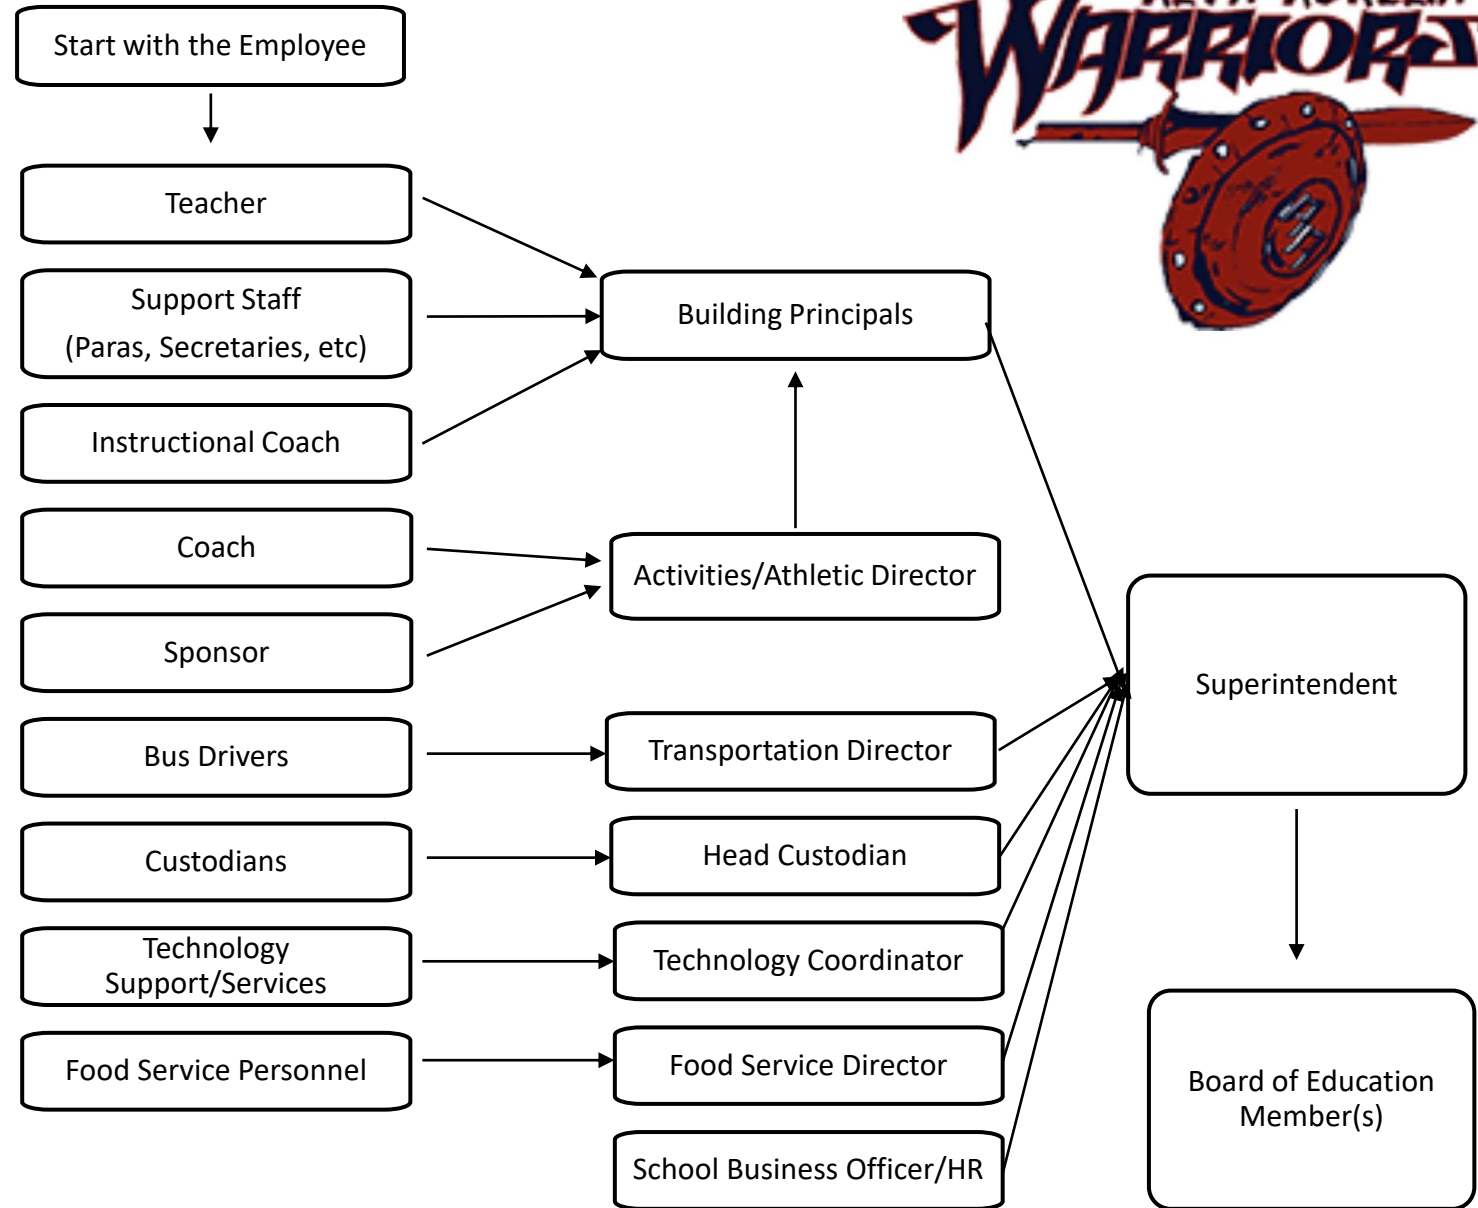 Start with the Employee
WARRIORS
Teacher
Support Staff
(Paras, Secretaries, etc)
Building Principals
Instructional Coach
Coach
Activities/Athletic Director
Sponsor
Superintendent
Bus Drivers
Transportation Director
Custodians
Head Custodian
Technology
Support/Services
Technology Coordinator
Food Service Personnel
Food Service Director
Board of Education
Member(s)
School Business Officer/HR